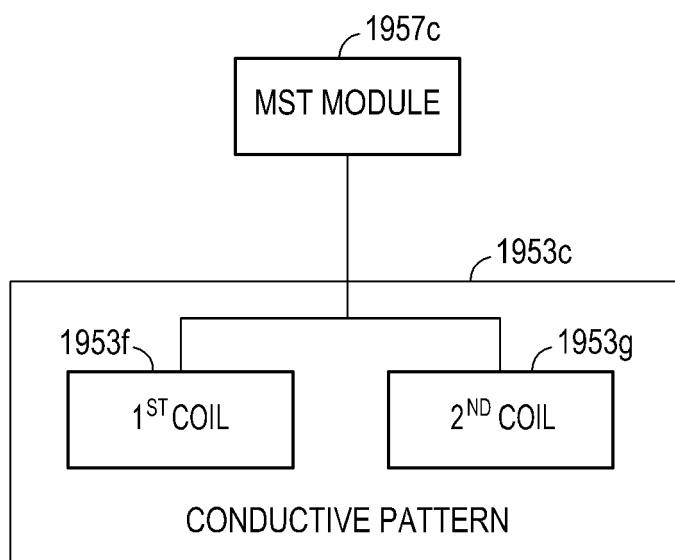 1957c
MST MODULE
1953c
1953f
1953g
1ST COIL
2ND COIL
CONDUCTIVE PATTERN